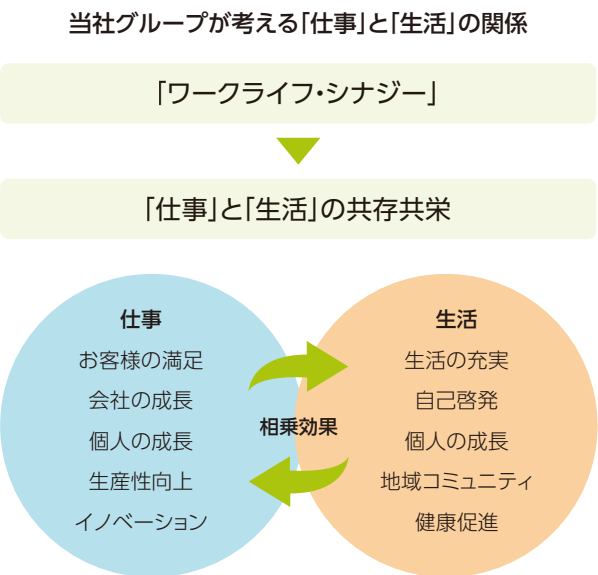 当社グループが考える「仕事」と「生活」の関係
「ワークライフ・シナジー」
「仕事」と「生活」の共存共栄
仕事
お客様の満足
会社の成長
個人の成長
生産性向上
イノベーション
相乗効果
生活
生活の充実
自己啓発
個人の成長
地域コミュニティ
健康促進